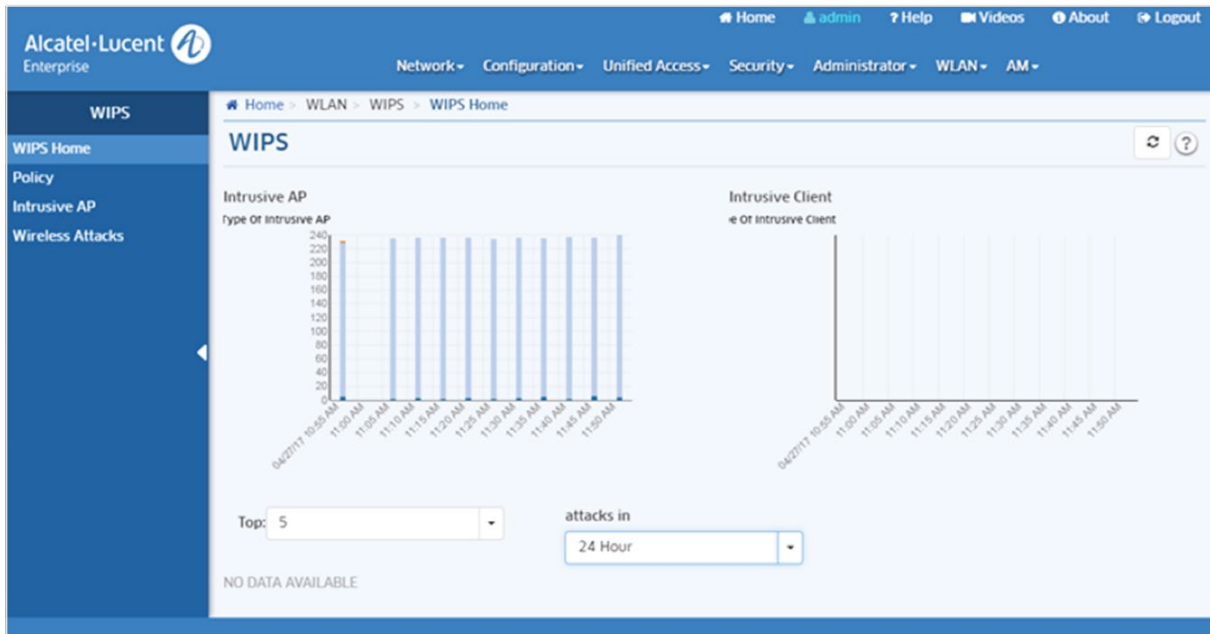 Home admin ? Help Videos About Logout
Alcatel·Lucent
Enterprise
Network Configuration Unified Access Security Administrator WLAN AM
WIPS
WIPS Home
Policy
Intrusive AP
Wireless Attacks
Home > WLAN > WIPS > WIPS Home
WIPS
?
Intrusive AP
Type Of Intrusive AP
240
220
200
180
160
140
120
100
80
60
40
20
0
04/27/17 10:55 AM
11:00 AM
11:05 AM
11:10 AM
11:15 AM
11:20 AM
11:25 AM
11:30 AM
11:35 AM
11:40 AM
11:45 AM
11:50 AM
Intrusive Client
e Of Intrusive Client
04/27/17 10:55 AM
11:00 AM
11:05 AM
11:10 AM
11:15 AM
11:20 AM
11:25 AM
11:30 AM
11:35 AM
11:40 AM
11:45 AM
11:50 AM
Top: 5
attacks in
24 Hour
NO DATA AVAILABLE